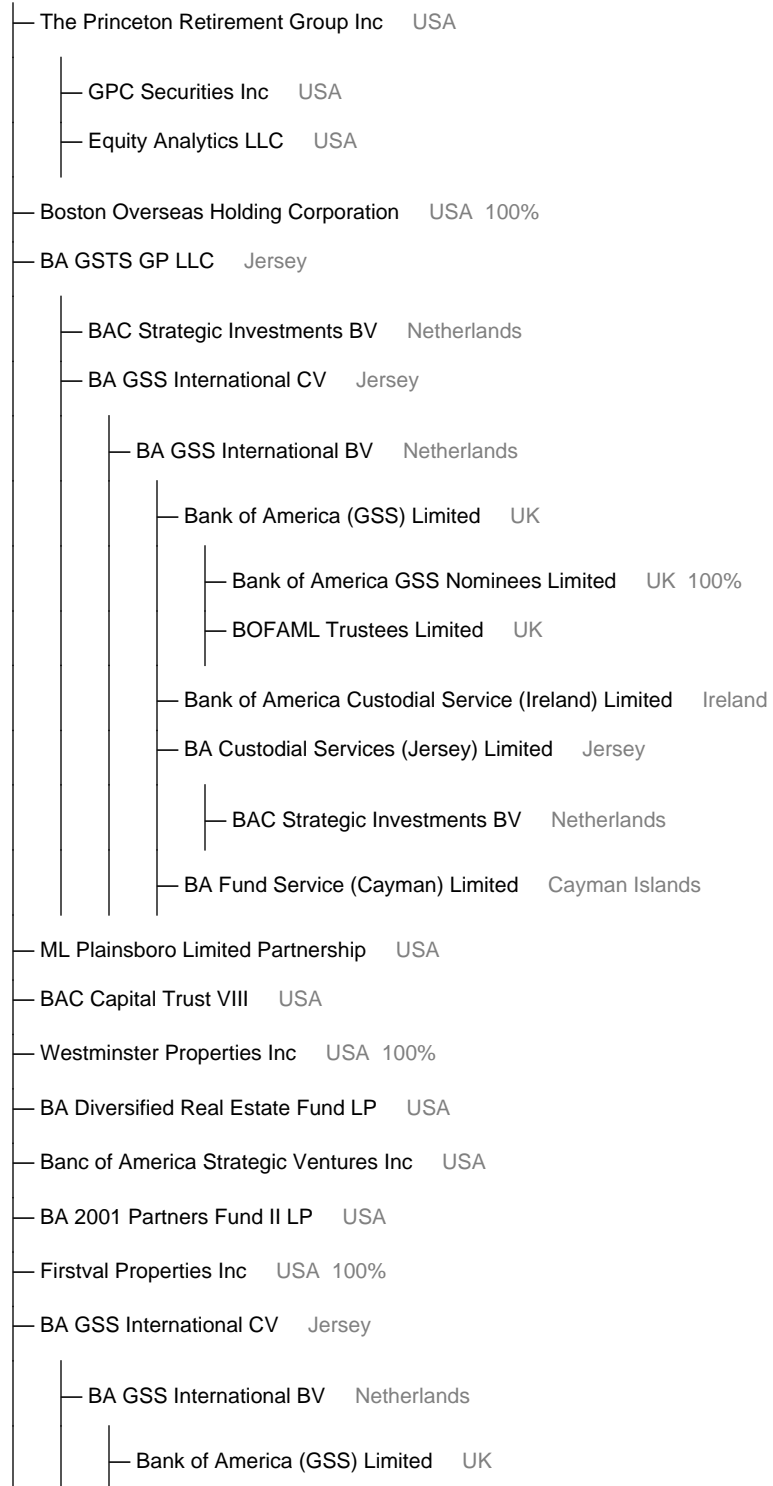 The Princeton Retirement Group Inc USA
GPC Securities Inc USA
Equity Analytics LLC USA
Boston Overseas Holding Corporation USA 100%
BA GSTS GP LLC Jersey
BAC Strategic Investments BV Netherlands
BA GSS International CV Jersey
BA GSS International BV Netherlands
Bank of America (GSS) Limited UK
Bank of America GSS Nominees Limited UK 100%
BOFAML Trustees Limited UK
Bank of America Custodial Service (Ireland) Limited Ireland
BA Custodial Services (Jersey) Limited Jersey
BAC Strategic Investments BV Netherlands
BA Fund Service (Cayman) Limited Cayman Islands
ML Plainsboro Limited Partnership USA
BAC Capital Trust VIII USA
Westminster Properties Inc USA 100%
BA Diversified Real Estate Fund LP USA
Banc of America Strategic Ventures Inc USA
BA 2001 Partners Fund II LP USA
Firstval Properties Inc USA 100%
BA GSS International CV Jersey
BA GSS International BV Netherlands
Bank of America (GSS) Limited UK